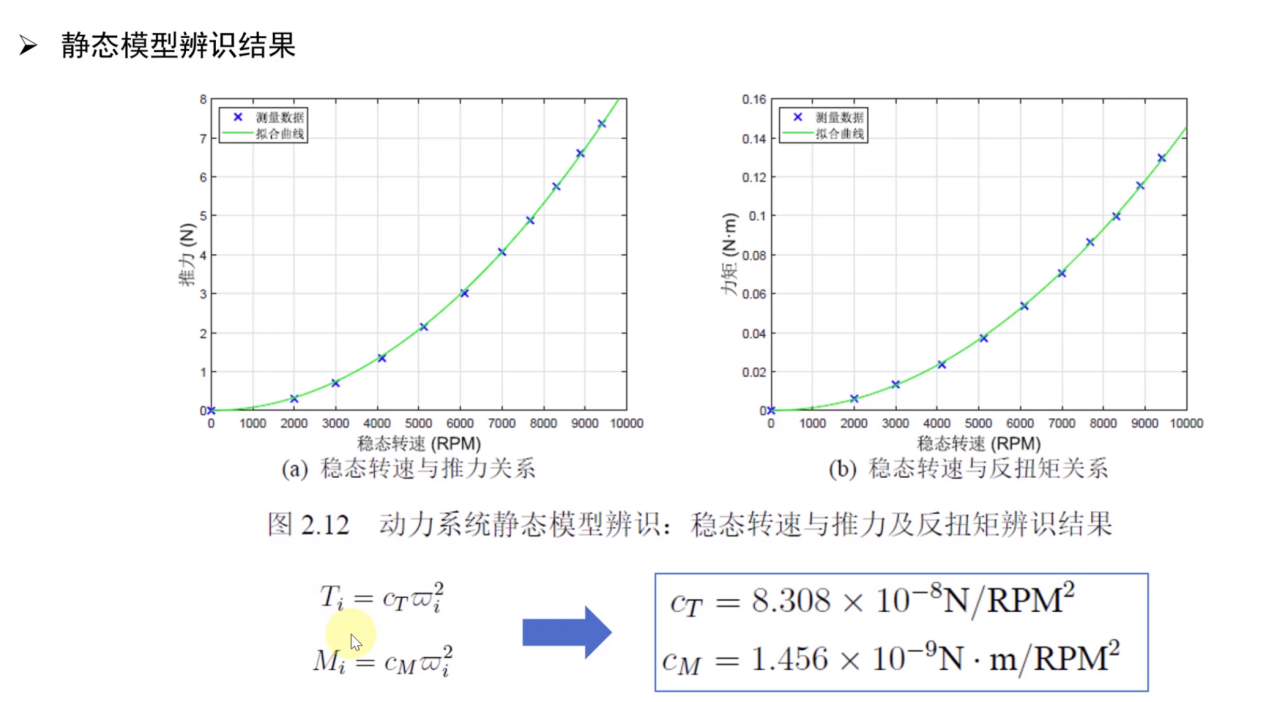 ➢ 静态模型辨识结果
8
7
6
5
4
3
2
1
0
推力 (N)
测量数据
拟合曲线
0 1000 2000 3000 4000 5000 6000 7000 8000 9000 10000
稳态转速 (RPM)
(a) 稳态转速与推力关系
0.16
0.14
0.12
0.1
0.08
0.06
0.04
0.02
0
力矩 (N·m)
测量数据
拟合曲线
0 1000 2000 3000 4000 5000 6000 7000 8000 9000 10000
稳态转速 (RPM)
(b) 稳态转速与反扭矩关系
图 2.12 动力系统静态模型辨识：稳态转速与推力及反扭矩辨识结果
T_i = c_T ϖ_i^2
M_i = c_M ϖ_i^2
c_T = 8.308 × 10^{-8} N/RPM^2
c_M = 1.456 × 10^{-9} N · m/RPM^2